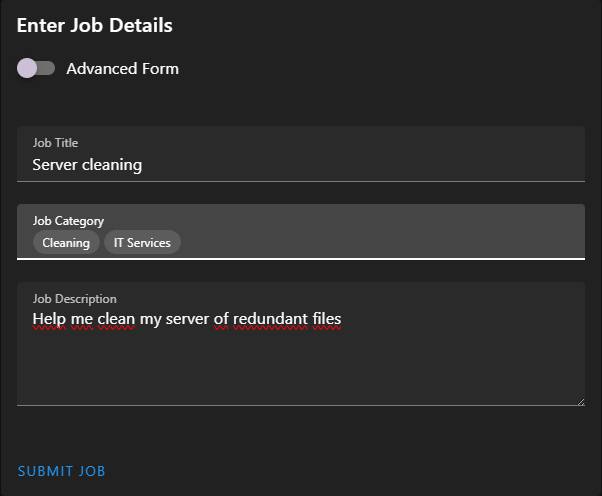 Enter Job Details
Advanced Form
Job Title
Server cleaning
Job Category
Cleaning IT Services
Job Description
Help me clean my server of redundant files
SUBMIT JOB